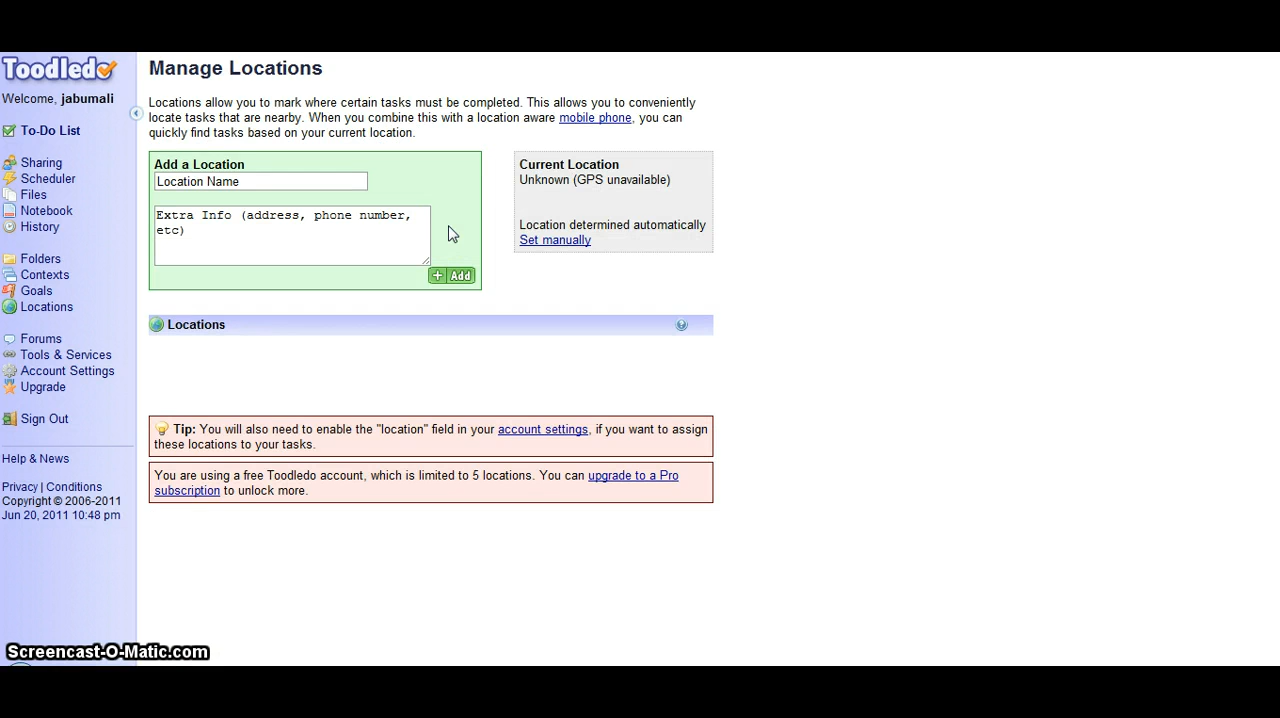 Toodledo
Welcome, jabumali
To-Do List
Sharing
Scheduler
Files
Notebook
History
Folders
Contexts
Goals
Locations
Forums
Tools & Services
Account Settings
Upgrade
Sign Out
Help & News
Privacy | Conditions
Copyright © 2006-2011
Jun 20, 2011 10:48 pm
Manage Locations
Locations allow you to mark where certain tasks must be completed. This allows you to conveniently
locate tasks that are nearby. When you combine this with a location aware mobile phone, you can
quickly find tasks based on your current location.
Add a Location
Location Name
Extra Info (address, phone number,
etc)
+ Add
Current Location
Unknown (GPS unavailable)
Location determined automatically
Set manually
Locations
Tip: You will also need to enable the "location" field in your account settings, if you want to assign
these locations to your tasks.
You are using a free Toodledo account, which is limited to 5 locations. You can upgrade to a Pro
subscription to unlock more.
Screencast-O-Matic.com